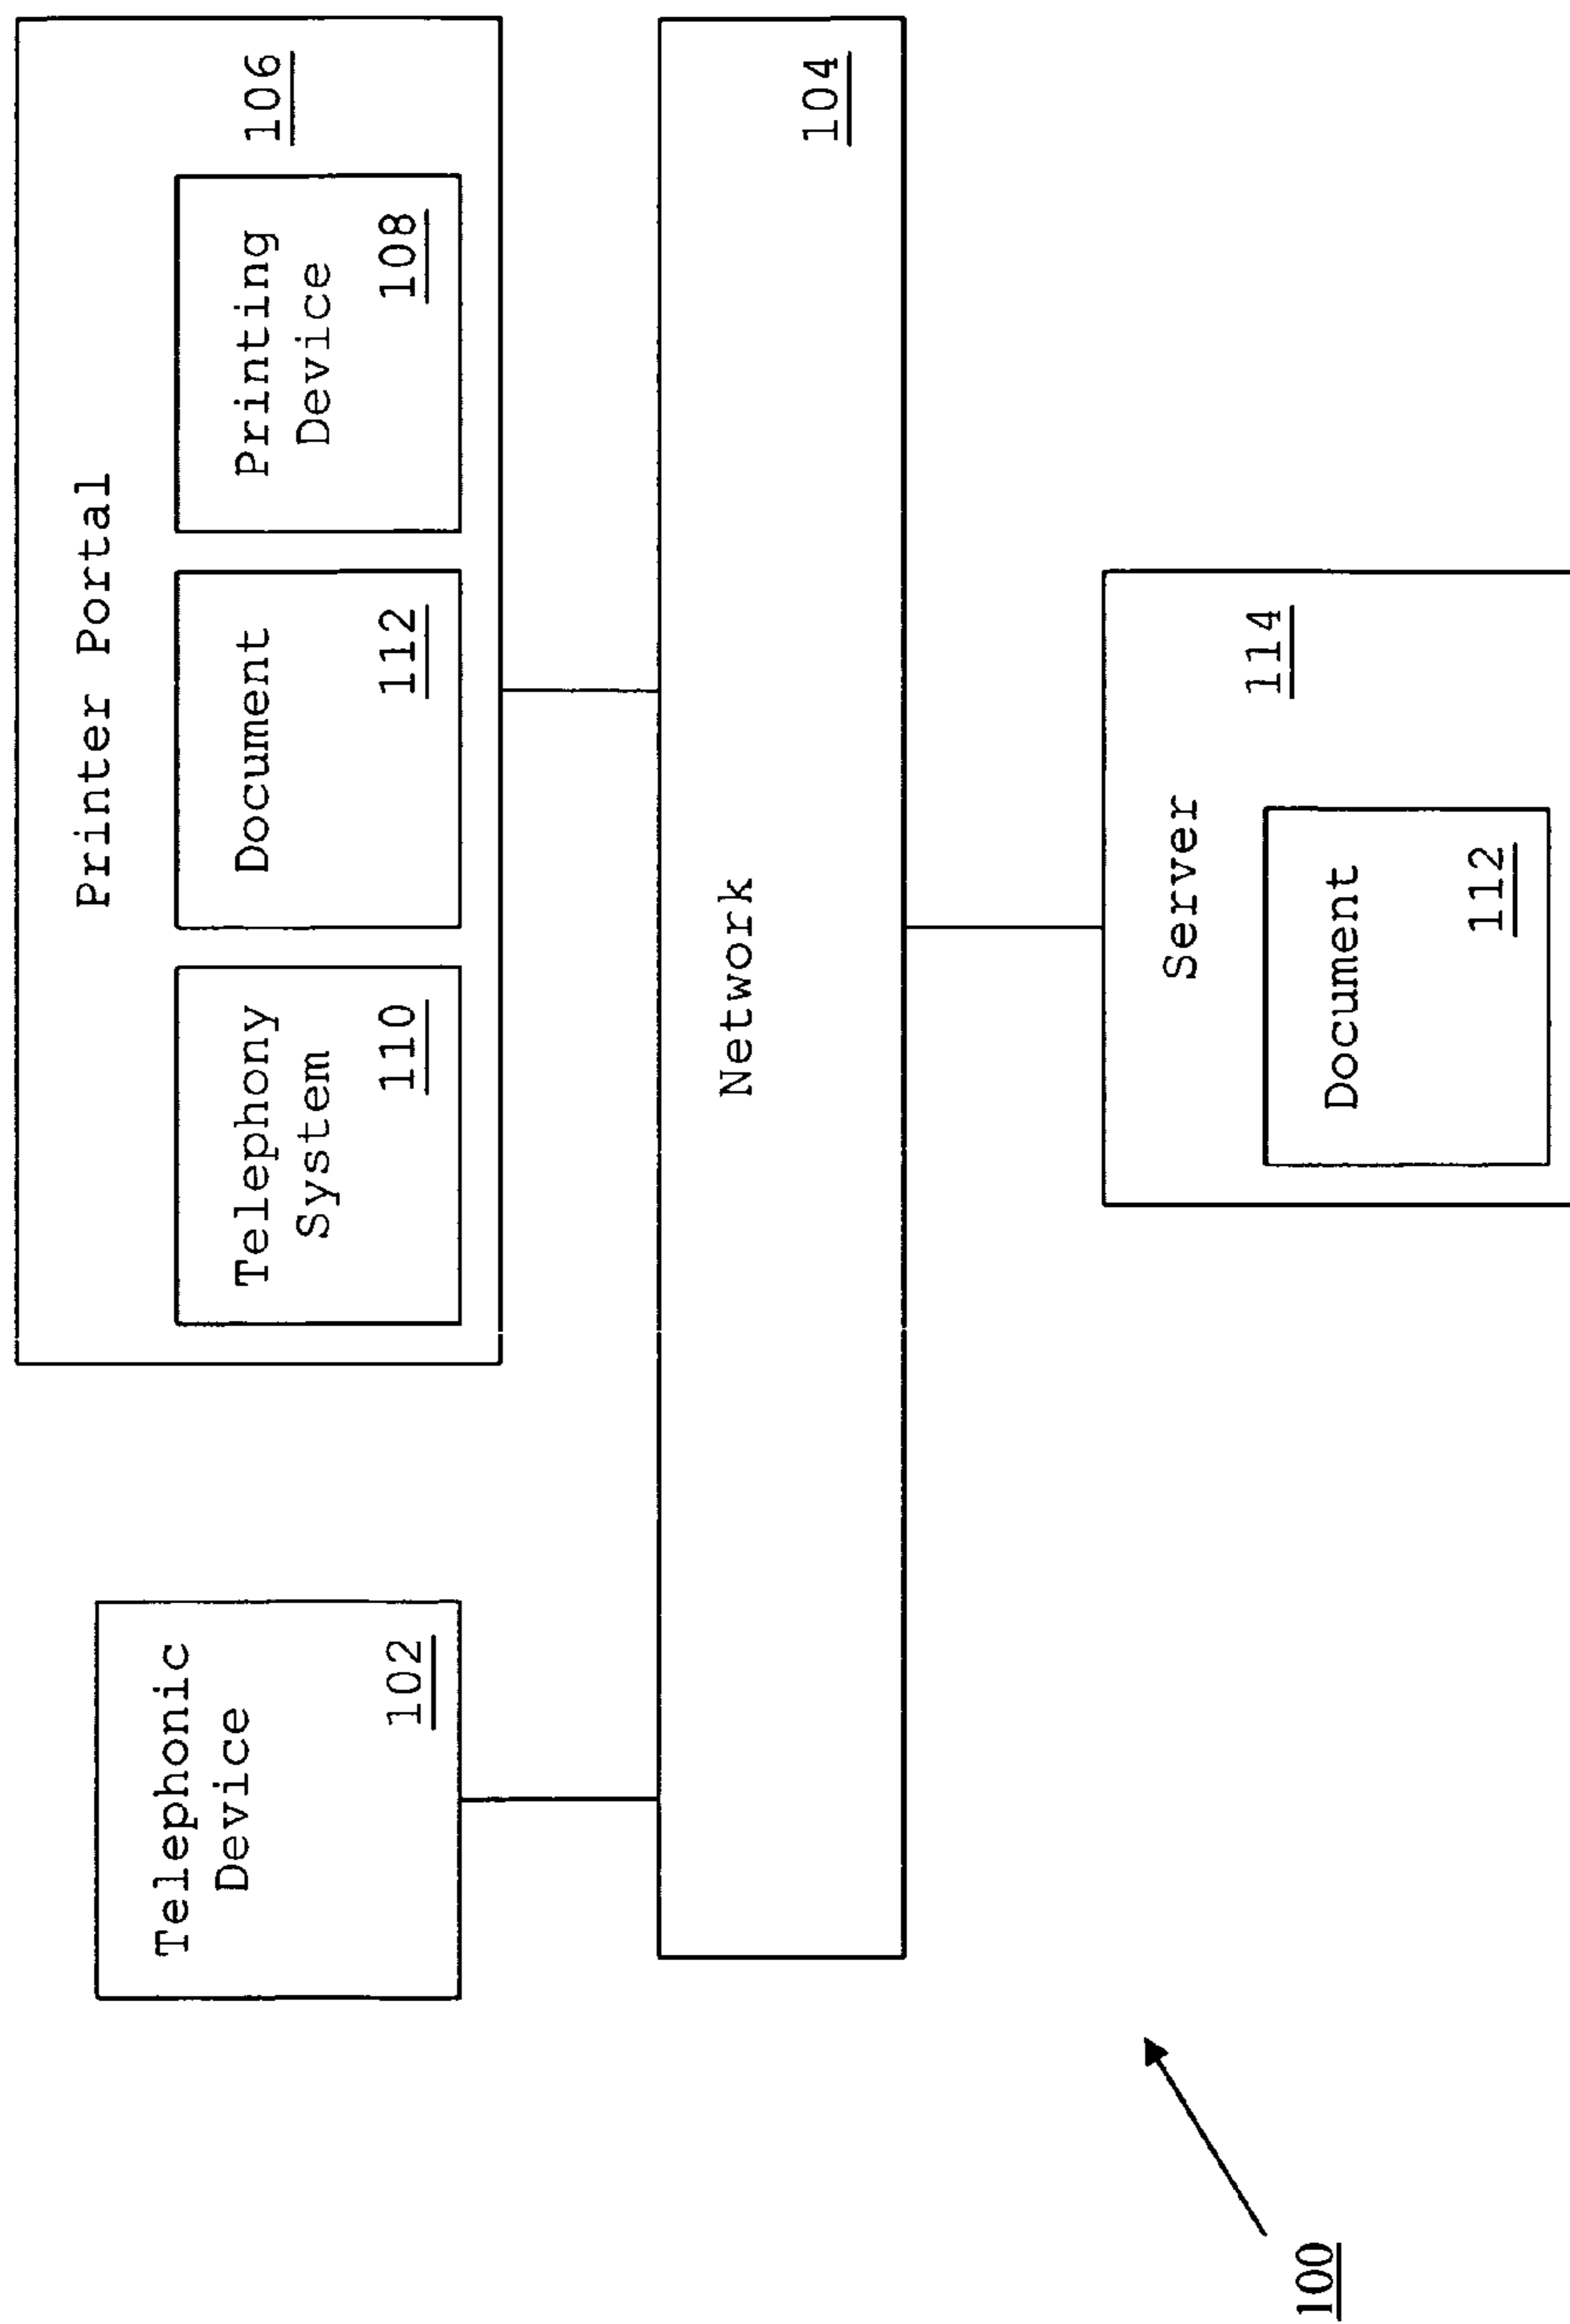 Telephonic
Device
102
Printer Portal
106
Telephony
System
110
Document
112
Printing
Device
108
Network
104
Server
114
Document
112
100